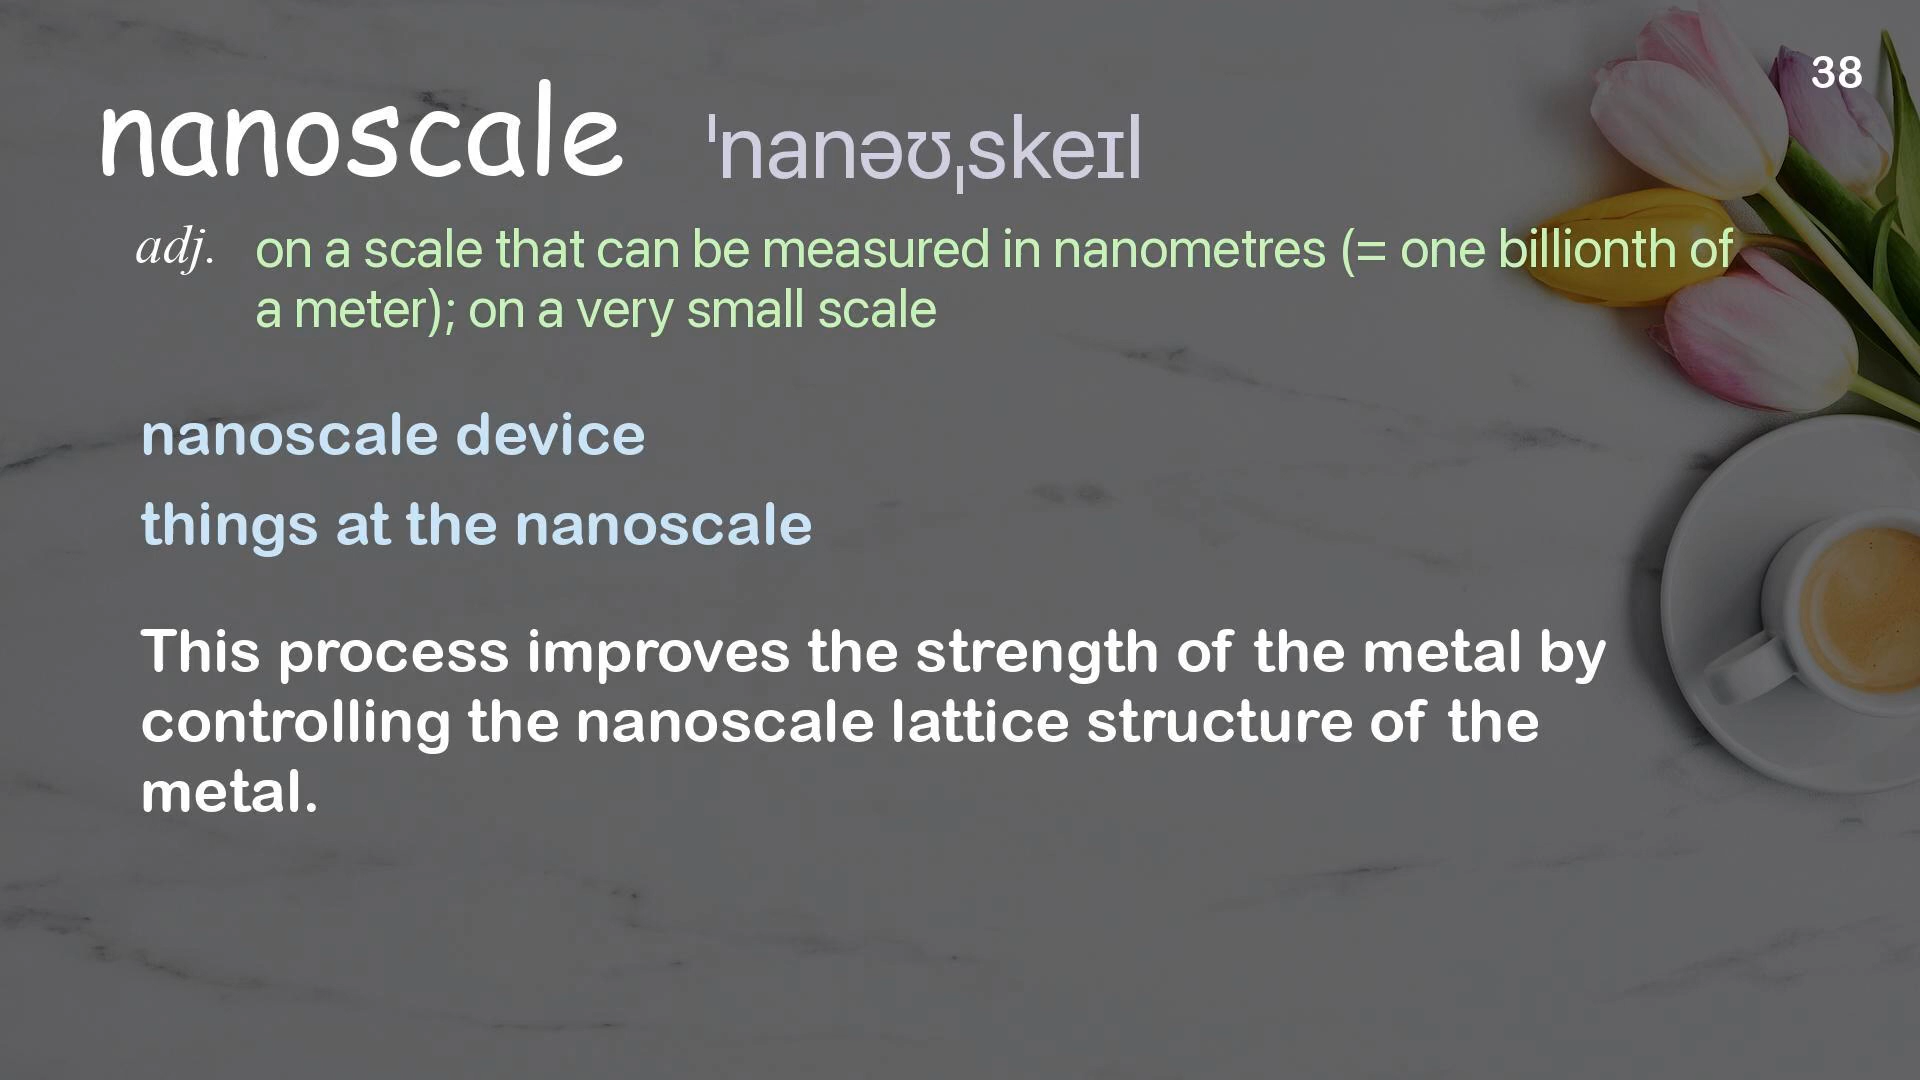 38
nanoscale ˈnanəʊˌskeɪl
adj. on a scale that can be measured in nanometres (= one billionth of
a meter); on a very small scale
nanoscale device
things at the nanoscale
This process improves the strength of the metal by
controlling the nanoscale lattice structure of the
metal.